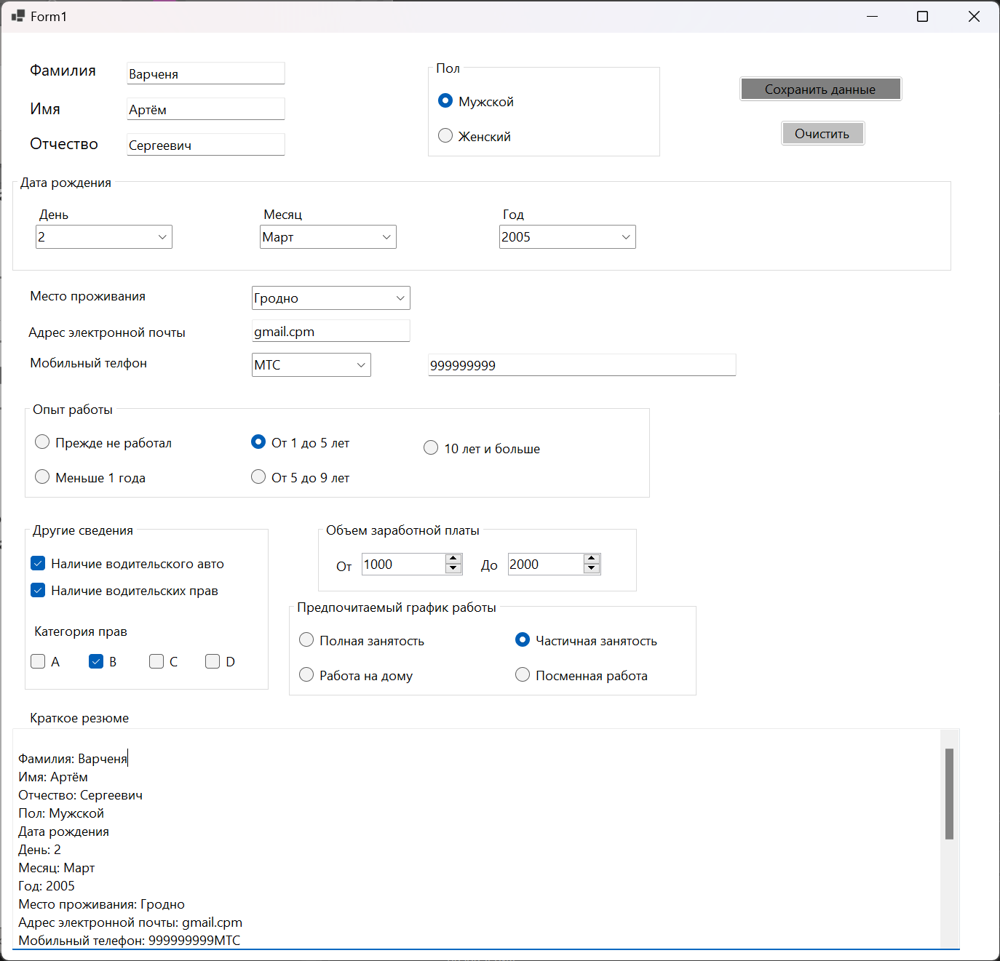 Form1
Фамилия
Варченя
Имя
Артём
Отчество
Сергеевич
Пол
Мужской
Женский
Сохранить данные
Очистить
Дата рождения
День
Месяц
Год
2
Март
2005
Место проживания
Гродно
Адрес электронной почты
gmail.cpm
Мобильный телфон
МТС
999999999
Опыт работы
Прежде не работал
От 1 до 5 лет
10 лет и больше
Меньше 1 года
От 5 до 9 лет
Другие сведения
Наличие водительского авто
Наличие водительских прав
Категория прав
A
B
C
D
Объем заработной платы
От
1000
До
2000
Предпочитаемый график работы
Полная занятость
Частичная занятость
Работа на дому
Посменная работа
Краткое резюме
Фамилия: Варченя
Имя: Артём
Отчество: Сергеевич
Пол: Мужской
Дата рождения
День: 2
Месяц: Март
Год: 2005
Место проживания: Гродно
Адрес электронной почты: gmail.cpm
Мобильный телефон: 999999999МТС